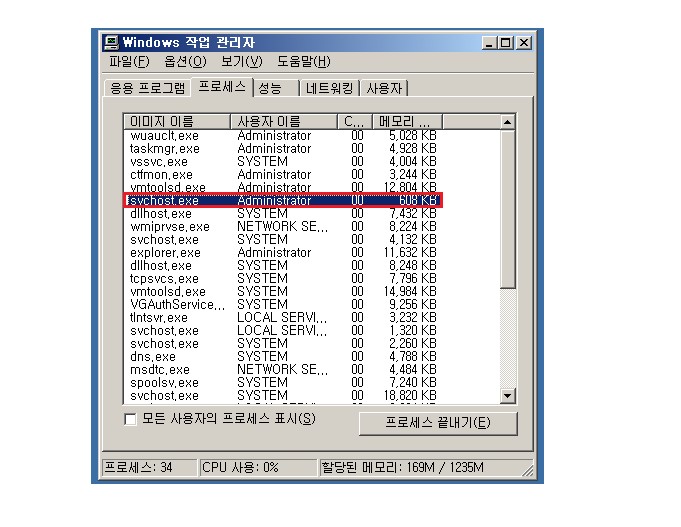 Windows 작업 관리자
파일(F) 옵션(O) 보기(V) 도움말(H)
응용 프로그램 프로세스 성능 네트워킹 사용자
이미지 이름 사용자 이름 C... 메모리 ...
wuauclt.exe Administrator 00 5,028 KB
taskmgr.exe Administrator 00 4,928 KB
vssvc.exe SYSTEM 00 4,004 KB
ctfmon.exe Administrator 00 3,244 KB
vmtoolsd.exe Administrator 00 12,804 KB
svchost.exe Administrator 00 608 KB
dllhost.exe SYSTEM 00 7,432 KB
wmiprvse.exe NETWORK SE... 00 8,224 KB
svchost.exe SYSTEM 00 4,132 KB
explorer.exe Administrator 00 11,632 KB
dllhost.exe SYSTEM 00 8,248 KB
tcpsvcs.exe SYSTEM 00 7,796 KB
vmtoolsd.exe SYSTEM 00 14,984 KB
VGAuthService... SYSTEM 00 9,256 KB
tlntsvr.exe LOCAL SERVI... 00 3,232 KB
svchost.exe LOCAL SERVI... 00 1,320 KB
svchost.exe SYSTEM 00 2,260 KB
dns.exe SYSTEM 00 4,788 KB
msdtc.exe NETWORK SE... 00 4,484 KB
spoolsv.exe SYSTEM 00 7,240 KB
svchost.exe SYSTEM 00 18,820 KB
모든 사용자의 프로세스 표시(S) 프로세스 끝내기(E)
프로세스: 34 CPU 사용: 0% 할당된 메모리: 169M / 1235M